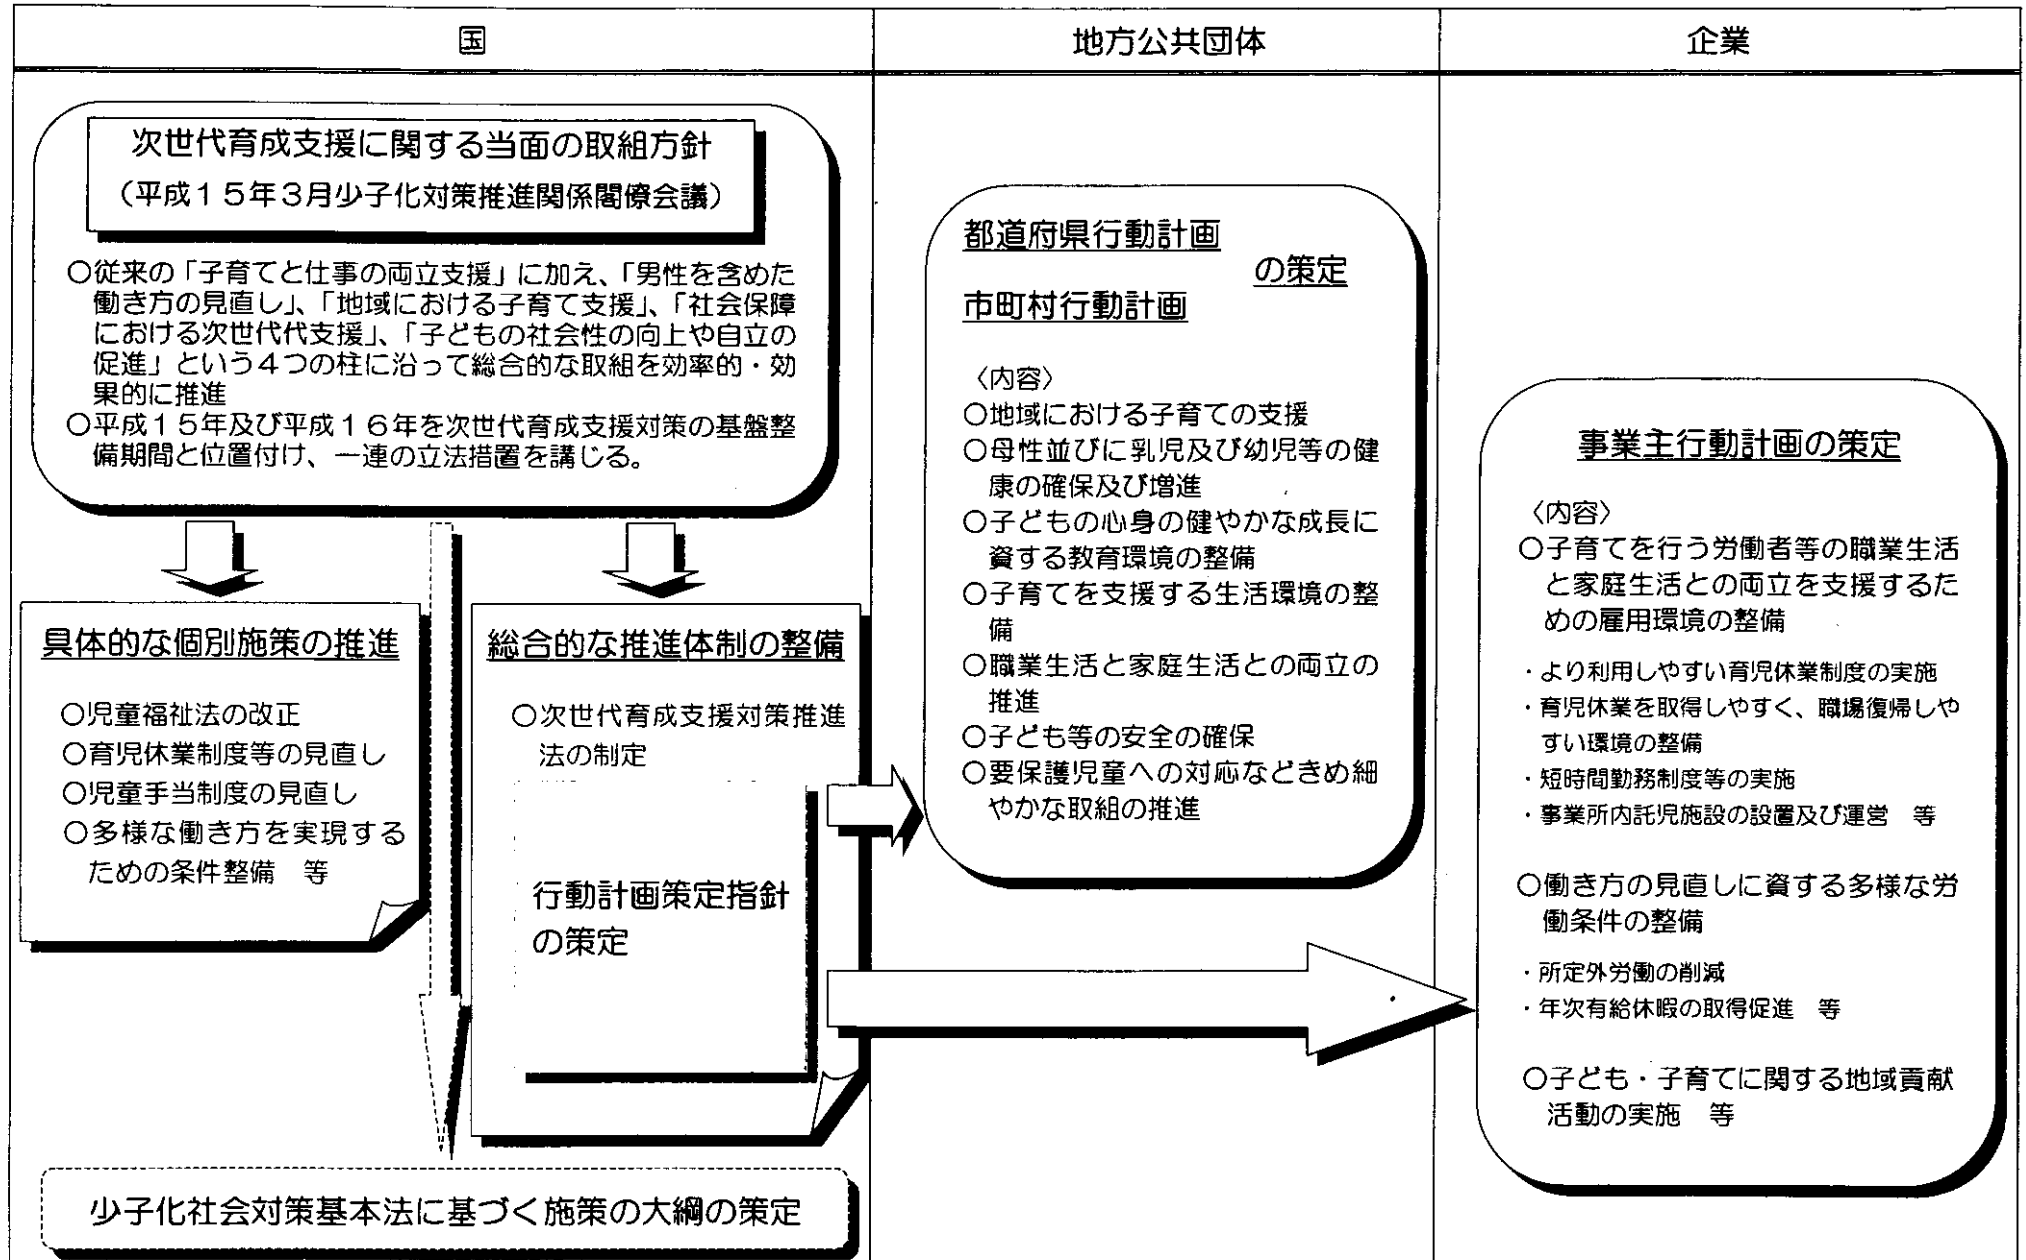 国
地方公共団体
企業
次世代育成支援に関する当面の取組方針
（平成１５年３月少子化対策推進関係閣僚会議）
○従来の「子育てと仕事の両立支援」に加え、「男性を含めた
働き方の見直し」、「地域における子育て支援」、「社会保障
における次世代代支援」、「子どもの社会性の向上や自立の
促進」という４つの柱に沿って総合的な取組を効率的・効
果的に推進
○平成１５年及び平成１６年を次世代育成支援対策の基盤整
備期間と位置付け、一連の立法措置を講じる。
具体的な個別施策の推進
○児童福祉法の改正
○育児休業制度等の見直し
○児童手当制度の見直し
○多様な働き方を実現する
ための条件整備　等
総合的な推進体制の整備
○次世代育成支援対策推進
法の制定
行動計画策定指針
の策定
少子化社会対策基本法に基づく施策の大綱の策定
都道府県行動計画
の策定
市町村行動計画
〈内容〉
○地域における子育ての支援
○母性並びに乳児及び幼児等の健
康の確保及び増進
○子どもの心身の健やかな成長に
資する教育環境の整備
○子育てを支援する生活環境の整
備
○職業生活と家庭生活との両立の
推進
○子ども等の安全の確保
○要保護児童への対応などきめ細
やかな取組の推進
事業主行動計画の策定
〈内容〉
○子育てを行う労働者等の職業生活
と家庭生活との両立を支援するた
めの雇用環境の整備
・より利用しやすい育児休業制度の実施
・育児休業を取得しやすく、職場復帰しや
すい環境の整備
・短時間勤務制度等の実施
・事業所内託児施設の設置及び運営　等
○働き方の見直しに資する多様な労
働条件の整備
・所定外労働の削減
・年次有給休暇の取得促進　等
○子ども・子育てに関する地域貢献
活動の実施　等